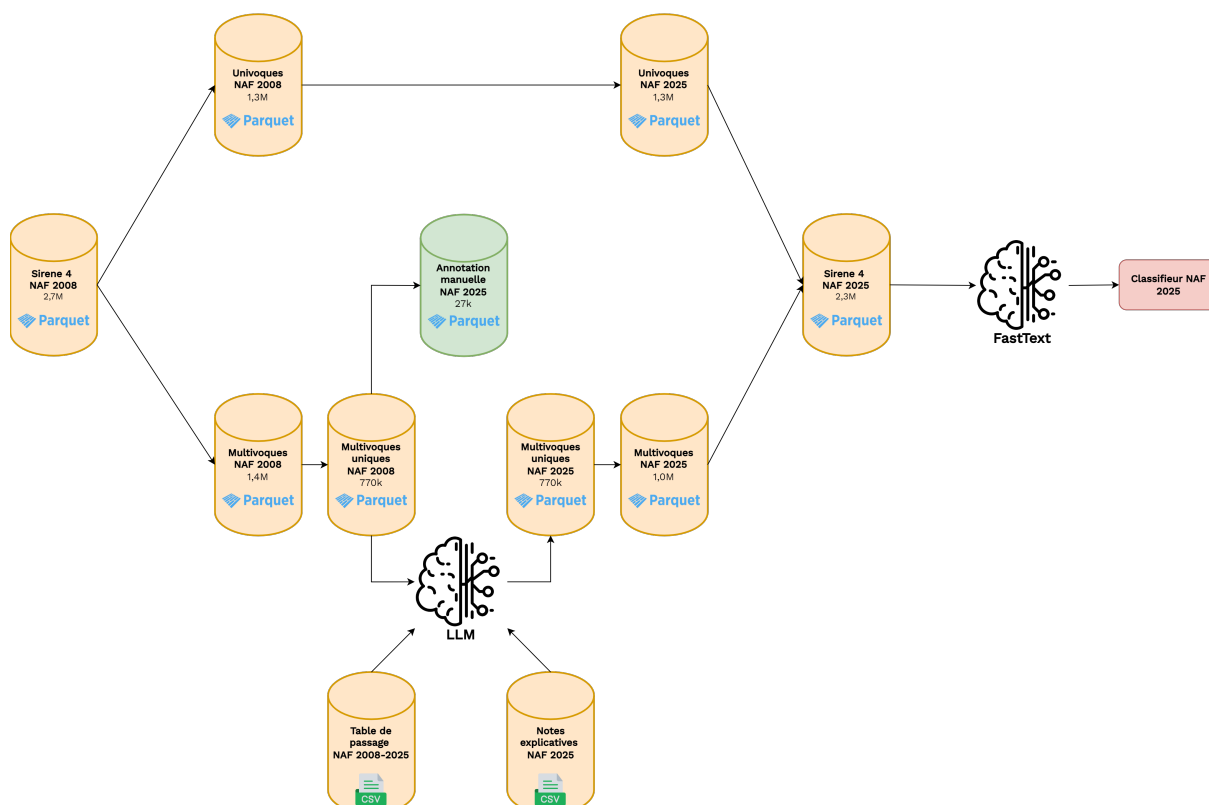 Univoques
NAF 2008
1,3M
Parquet
Univoques
NAF 2025
1,3M
Parquet
Sirene 4
NAF 2008
2,7M
Parquet
Annotation
manuelle
NAF 2025
27k
Parquet
Sirene 4
NAF 2025
2,3M
Parquet
FastText
Classifieur NAF
2025
Multivoques
NAF 2008
1,4M
Parquet
Multivoques
uniques
NAF 2008
770k
Parquet
Multivoques
uniques
NAF 2025
770k
Parquet
Multivoques
NAF 2025
1,0M
Parquet
LLM
Table de
passage
NAF 2008-2025
CSV
Notes
explicatives
NAF 2025
CSV